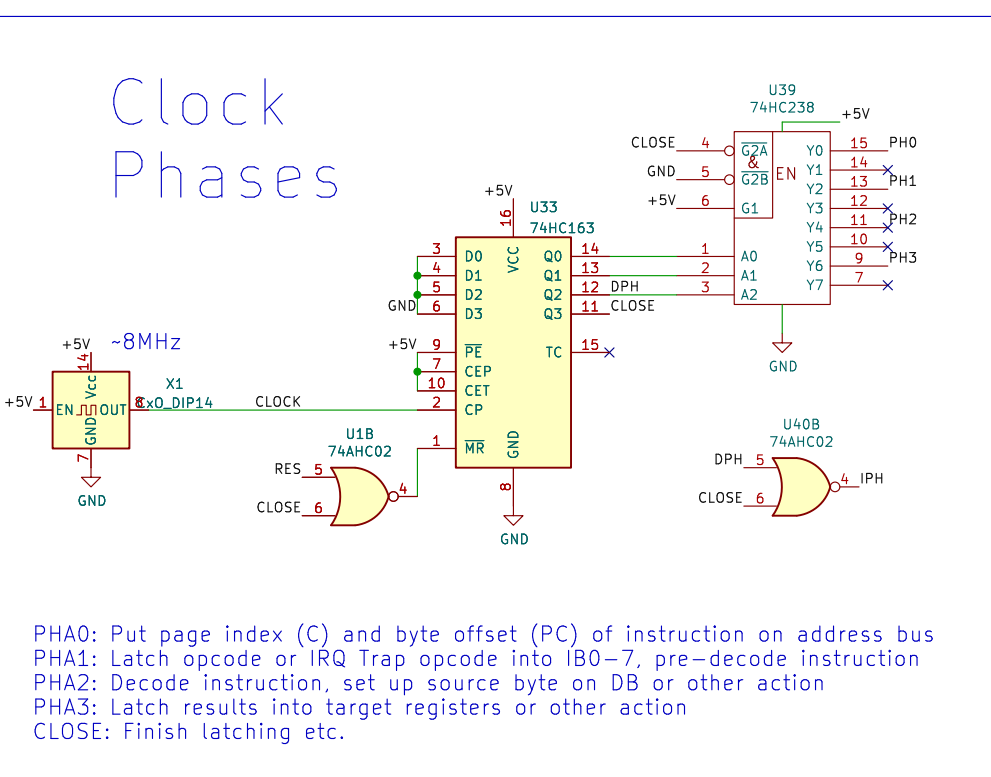 Clock
Phases
U39
74HC238
+5V
CLOSE 4 G2A Y0 15 PH0
& Y1 14
GND 5 G2B EN Y2 13 PH1
+5V 6 G1 Y3 12
Y4 11 PH2
Y5 10
1 A0 Y6 9 PH3
2 A1 Y7 7
3 A2
GND
+5V
16
U33
74HC163
3 D0 VCC Q0 14
4 D1 Q1 13
5 D2 Q2 12 DPH
GND 6 D3 Q3 11 CLOSE
+5V 9 PE TC 15
7 CEP
10 CET
2 CP
1 MR GND
8
GND
+5V ~8MHz
14
X1
CXO_DIP14
+5V 1 EN Vcc OUT 8 CLOCK
GND
7
GND
U1B
74AHC02
RES 5
4
CLOSE 6
U40B
74AHC02
DPH 5
4 IPH
CLOSE 6
PHA0: Put page index (C) and byte offset (PC) of instruction on address bus
PHA1: Latch opcode or IRQ Trap opcode into IB0-7, pre-decode instruction
PHA2: Decode instruction, set up source byte on DB or other action
PHA3: Latch results into target registers or other action
CLOSE: Finish latching etc.